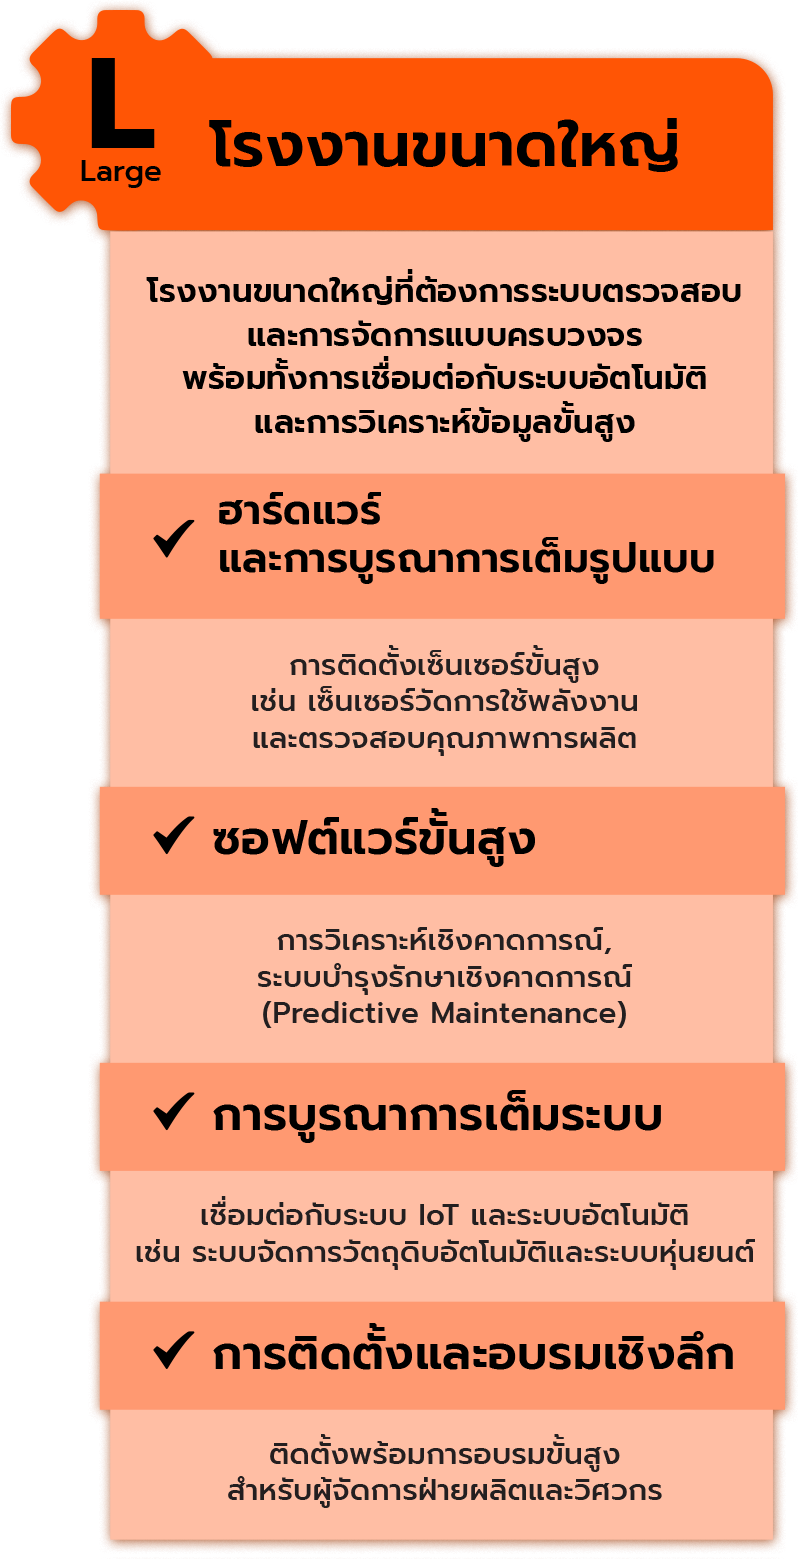 L
Large
โรงงานขนาดใหญ่
โรงงานขนาดใหญ่ที่ต้องการระบบตรวจสอบ
และการจัดการแบบครบวงจร
พร้อมทั้งการเชื่อมต่อกับระบบอัตโนมัติ
และการวิเคราะห์ข้อมูลขั้นสูง
ฮาร์ดแวร์
และการบูรณาการเต็มรูปแบบ
การติดตั้งเซ็นเซอร์ขั้นสูง
เช่น เซ็นเซอร์วัดการใช้พลังงาน
และตรวจสอบคุณภาพการผลิต
ซอฟต์แวร์ขั้นสูง
การวิเคราะห์เชิงคาดการณ์,
ระบบบำรุงรักษาเชิงคาดการณ์
(Predictive Maintenance)
การบูรณาการเต็มระบบ
เชื่อมต่อกับระบบ IoT และระบบอัตโนมัติ
เช่น ระบบจัดการวัตถุดิบอัตโนมัติและระบบหุ่นยนต์
การติดตั้งและอบรมเชิงลึก
ติดตั้งพร้อมการอบรมขั้นสูง
สำหรับผู้จัดการฝ่ายผลิตและวิศวกร